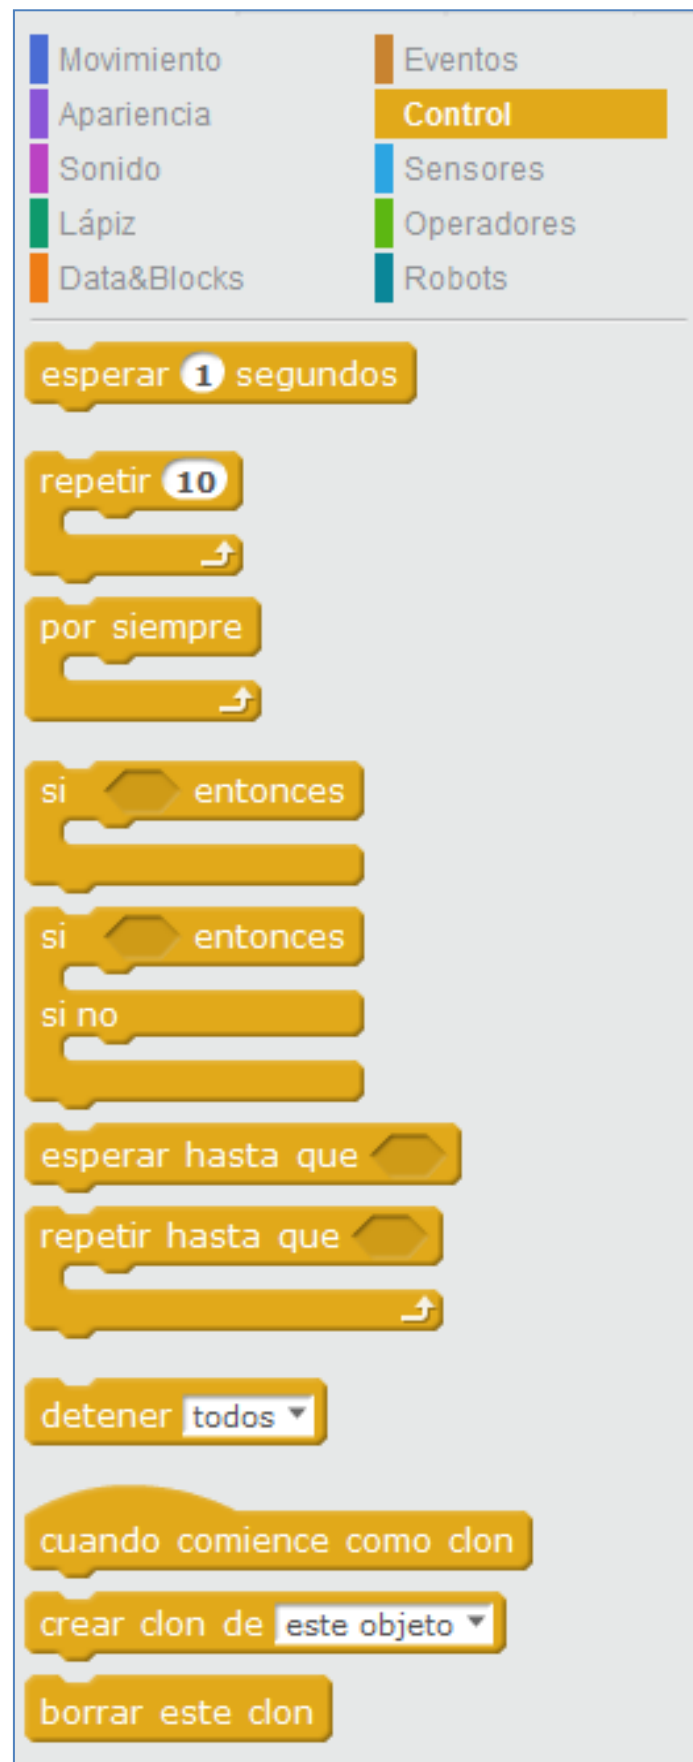 Movimiento Eventos
Apariencia Control
Sonido Sensores
Lápiz Operadores
Data&Blocks Robots
esperar 1 segundos
repetir 10
por siempre
si entonces
si entonces
si no
esperar hasta que
repetir hasta que
detener todos
cuando comience como clon
crear clon de este objeto
borrar este clon